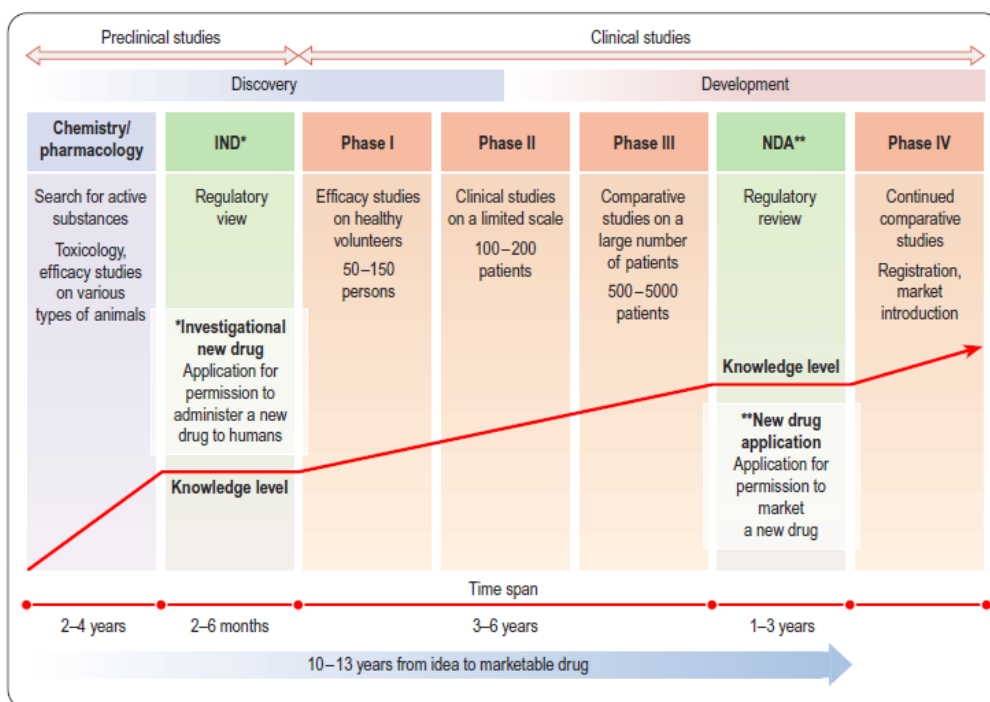 Preclinical studies
Clinical studies
Discovery
Development
Chemistry/
pharmacology
Search for active
substances
Toxicology,
efficacy studies
on various
types of animals
IND*
Regulatory
view
*Investigational
new drug
Application for
permission to
administer a new
drug to humans
Knowledge level
Phase I
Efficacy studies
on healthy
volunteers
50–150
persons
Phase II
Clinical studies
on a limited scale
100–200
patients
Phase III
Comparative
studies on a
large number
of patients
500–5000
patients
NDA**
Regulatory
review
Knowledge level
**New drug
application
Application for
permission to
market
a new drug
Phase IV
Continued
comparative
studies
Registration,
market
introduction
Time span
2–4 years
2–6 months
3–6 years
1–3 years
10–13 years from idea to marketable drug